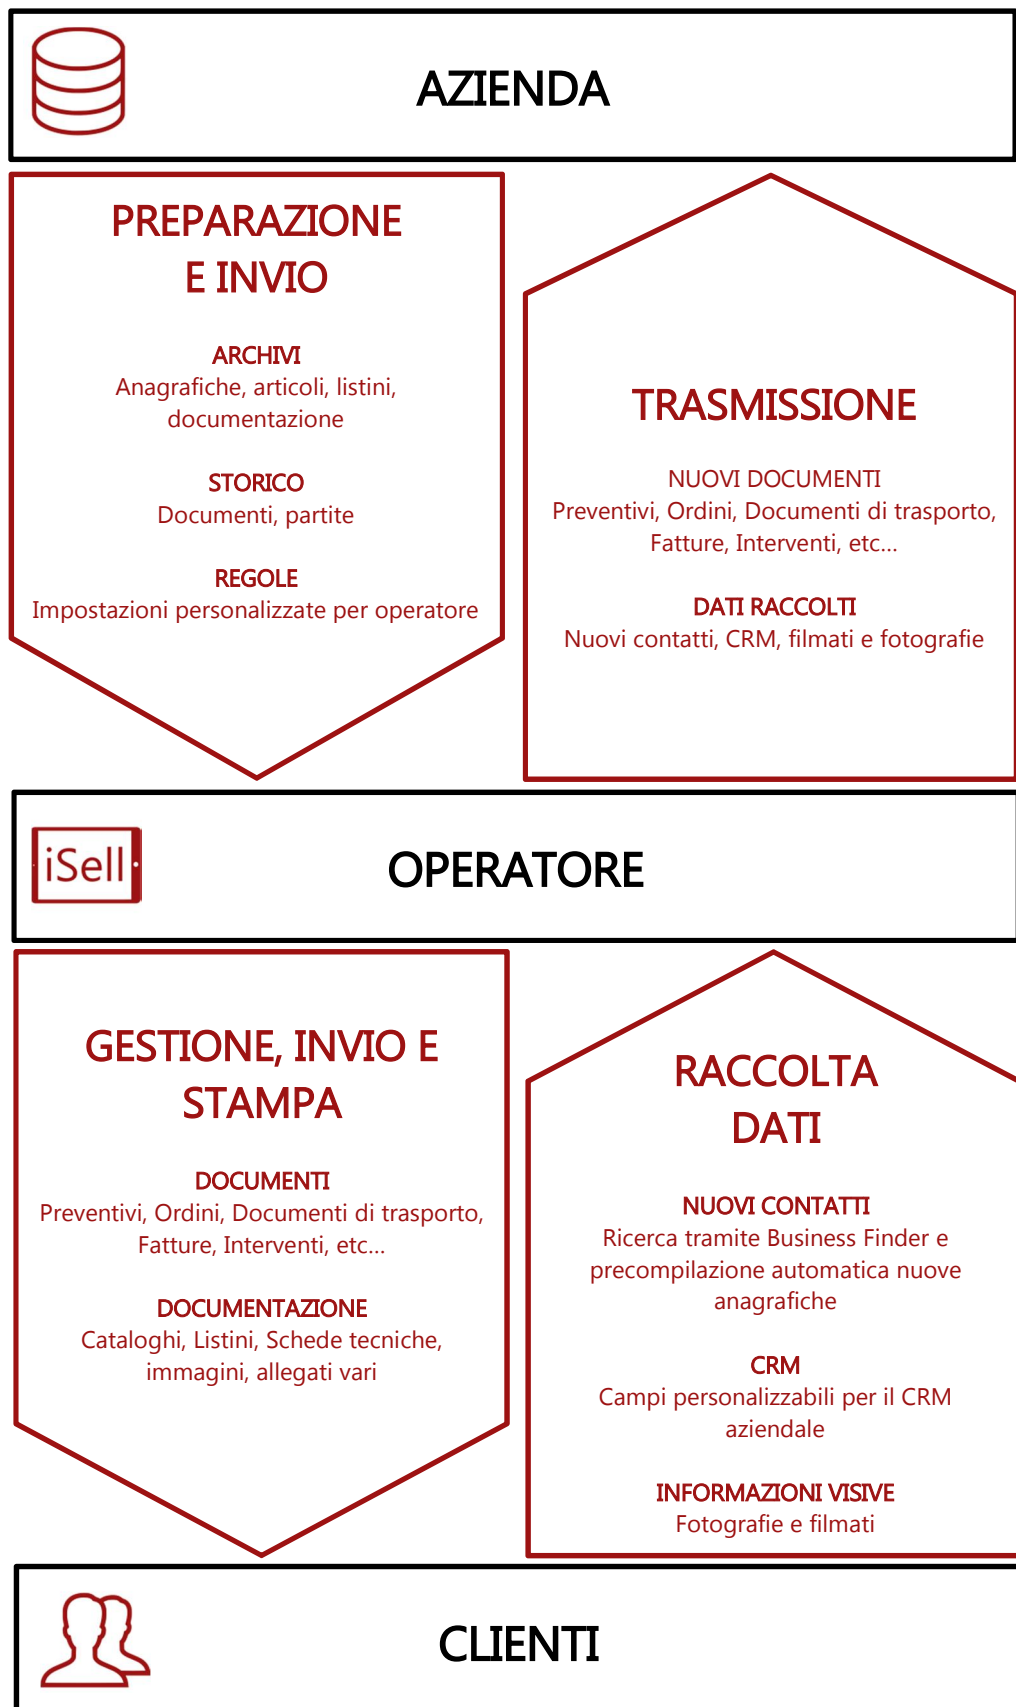 AZIENDA
PREPARAZIONE
E INVIO
ARCHIVI
Anagrafiche, articoli, listini,
documentazione
STORICO
Documenti, partite
REGOLE
Impostazioni personalizzate per operatore
TRASMISSIONE
NUOVI DOCUMENTI
Preventivi, Ordini, Documenti di trasporto,
Fatture, Interventi, etc...
DATI RACCOLTI
Nuovi contatti, CRM, filmati e fotografie
iSell
OPERATORE
GESTIONE, INVIO E
STAMPA
DOCUMENTI
Preventivi, Ordini, Documenti di trasporto,
Fatture, Interventi, etc...
DOCUMENTAZIONE
Cataloghi, Listini, Schede tecniche,
immagini, allegati vari
RACCOLTA
DATI
NUOVI CONTATTI
Ricerca tramite Business Finder e
precompilazione automatica nuove
anagrafiche
CRM
Campi personalizzabili per il CRM
aziendale
INFORMAZIONI VISIVE
Fotografie e filmati
CLIENTI